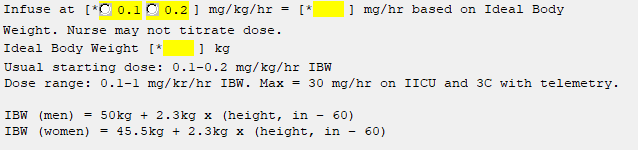 Infuse at [* 0.1 0.2 ] mg/kg/hr = [* ] mg/hr based on Ideal Body
Weight. Nurse may not titrate dose.
Ideal Body Weight [* ] kg
Usual starting dose: 0.1-0.2 mg/kg/hr IBW
Dose range: 0.1-1 mg/kr/hr IBW. Max = 30 mg/hr on IICU and 3C with telemetry.
IBW (men) = 50kg + 2.3kg x (height, in - 60)
IBW (women) = 45.5kg + 2.3kg x (height, in - 60)